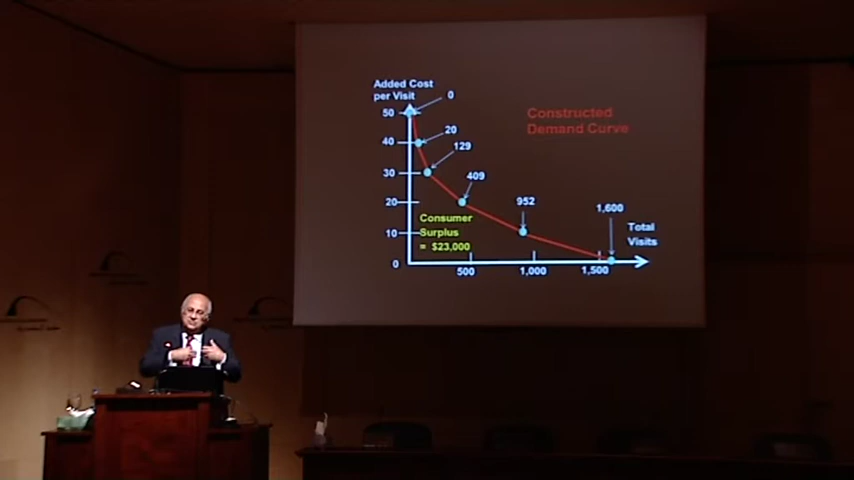 Added Cost
per Visit
0
Constructed
Demand Curve
50
40
20
129
30
409
20
952
1,600
Consumer
Surplus
= $23,000
Total
Visits
10
0
500
1,000
1,500